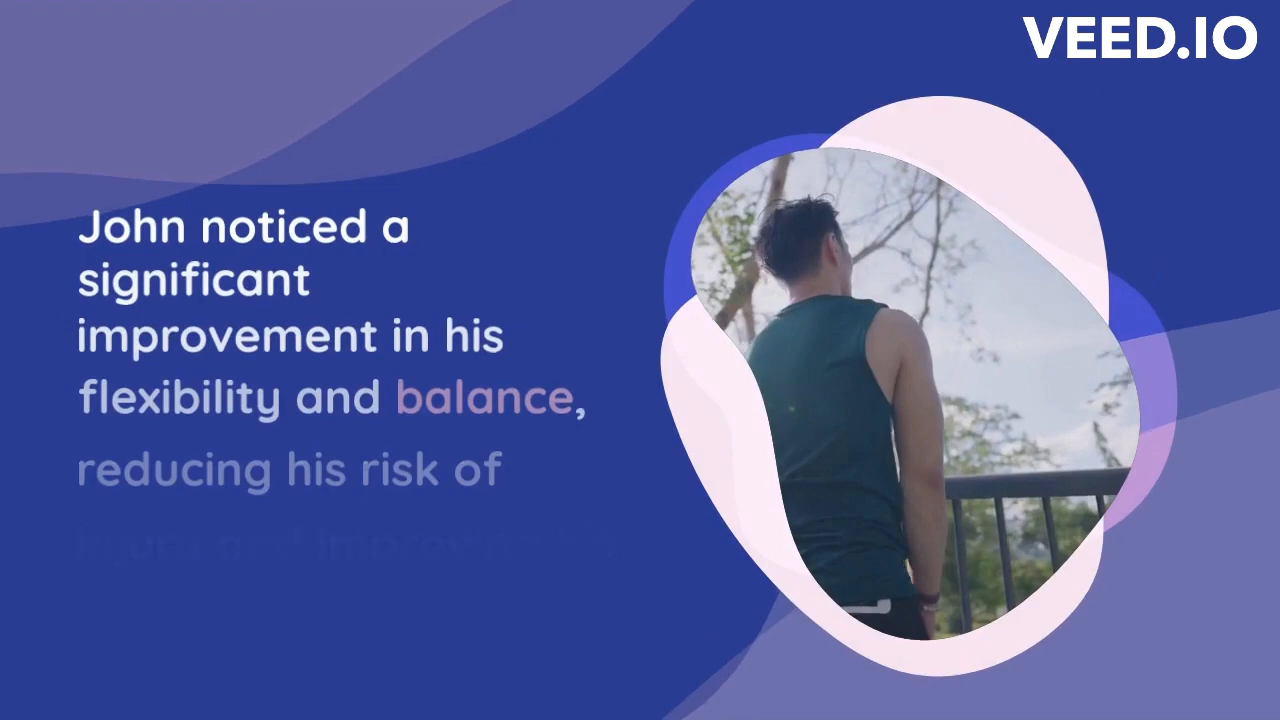 VEED.IO
John noticed a
significant
improvement in his
flexibility and balance,
reducing his risk of